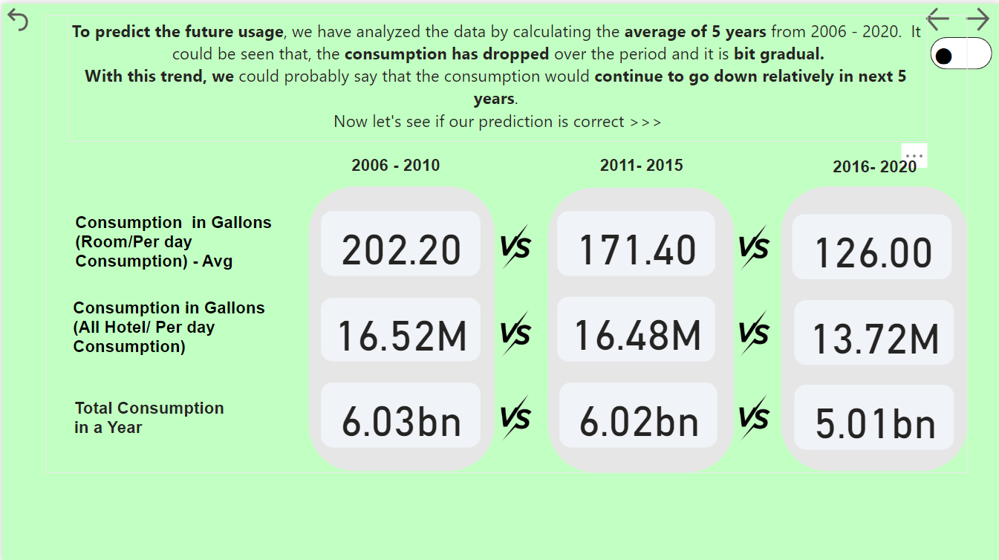 To predict the future usage, we have analyzed the data by calculating the average of 5 years from 2006 - 2020. It
could be seen that, the consumption has dropped over the period and it is bit gradual.
With this trend, we could probably say that the consumption would continue to go down relatively in next 5
years.
Now let's see if our prediction is correct >>>
2006 - 2010 2011- 2015 2016- 2020
Consumption in Gallons
(Room/Per day
Consumption) - Avg
202.20 VS 171.40 VS 126.00
Consumption in Gallons
(All Hotel/ Per day
Consumption)
16.52M VS 16.48M VS 13.72M
Total Consumption
in a Year
6.03bn VS 6.02bn VS 5.01bn